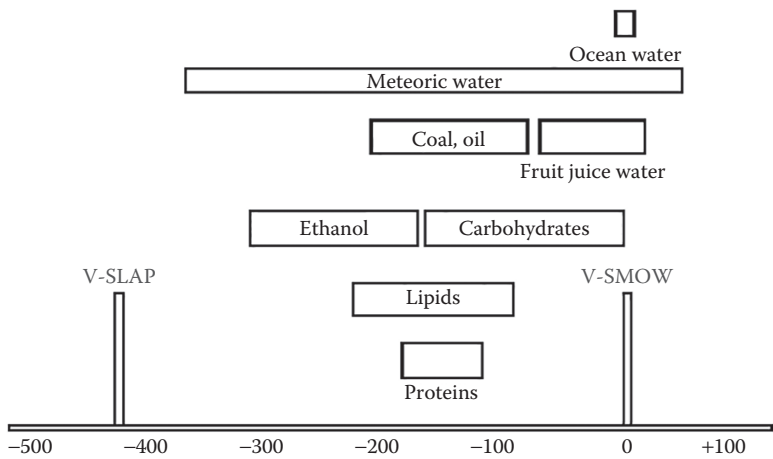 Ocean water
Meteoric water
Coal, oil
Fruit juice water
Ethanol
Carbohydrates
V-SLAP
V-SMOW
Lipids
Proteins
−500 −400 −300 −200 −100 0 +100